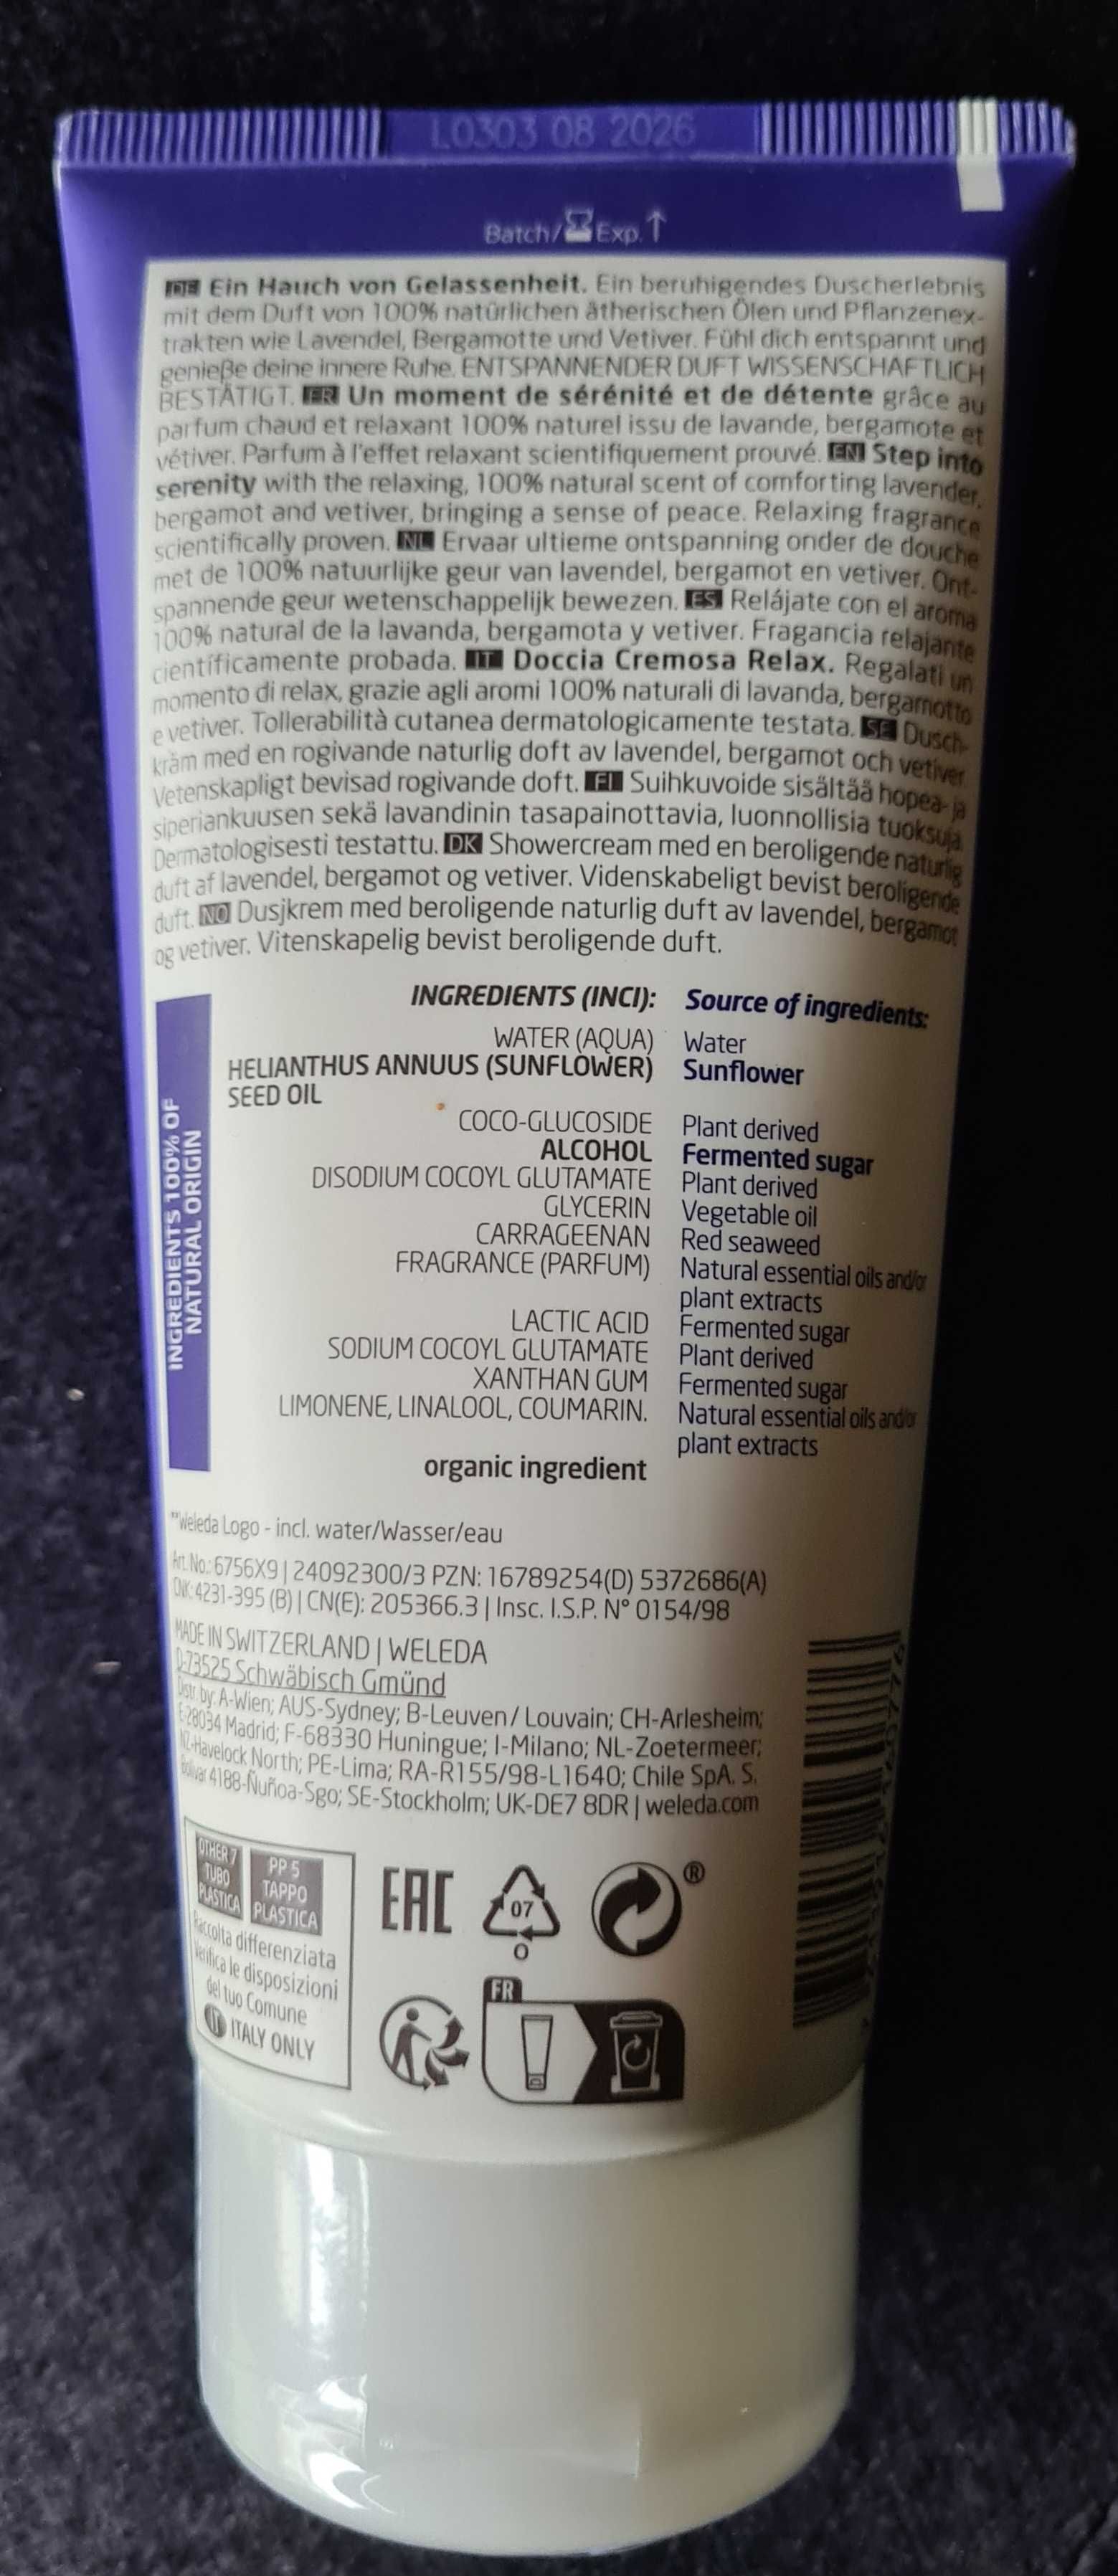 L0303 08 2026
Batch/ Exp.
DE Ein Hauch von Gelassenheit. Ein beruhigendes Duscherlebnis
mit dem Duft von 100% natürlichen ätherischen Ölen und Pflanzenex-
trakten wie Lavendel, Bergamotte und Vetiver. Fühl dich entspannt und
genieße deine innere Ruhe. ENTSPANNENDER DUFT WISSENSCHAFTLICH
BESTÄTIGT. FR Un moment de sérénité et de détente grâce au
parfum chaud et relaxant 100% naturel issu de lavande, bergamote et
vétiver. Parfum à l'effet relaxant scientifiquement prouvé. EN Step into
serenity with the relaxing, 100% natural scent of comforting lavender,
bergamot and vetiver, bringing a sense of peace. Relaxing fragrance
scientifically proven. NL Ervaar ultieme ontspanning onder de douche
met de 100% natuurlijke geur van lavendel, bergamot en vetiver. Ont-
spannende geur wetenschappelijk bewezen. ES Relájate con el aroma
100% natural de la lavanda, bergamota y vetiver. Fragancia relajante
científicamente probada. IT Doccia Cremosa Relax. Regalati un
momento di relax, grazie agli aromi 100% naturali di lavanda, bergamotto
e vetiver. Tollerabilità cutanea dermatologicamente testata. SE Dusch-
kräm med en rogivande naturlig doft av lavendel, bergamot och vetiver.
Vetenskapligt bevisad rogivande doft. FI Suihkuvoide sisältää hopea- ja
siperiankuusen sekä lavandinin tasapainottavia, luonnollisia tuoksuja.
Dermatologisesti testattu. DK Showercream med en beroligende naturlig
duft af lavendel, bergamot og vetiver. Videnskabeligt bevist beroligende
duft. NO Dusjkrem med beroligende naturlig duft av lavendel, bergamot
og vetiver. Vitenskapelig bevist beroligende duft.
INGREDIENTS (INCI): Source of ingredients:
WATER (AQUA) Water
HELIANTHUS ANNUUS (SUNFLOWER) Sunflower
SEED OIL
COCO-GLUCOSIDE Plant derived
ALCOHOL Fermented sugar
DISODIUM COCOYL GLUTAMATE Plant derived
GLYCERIN Vegetable oil
CARRAGEENAN Red seaweed
FRAGRANCE (PARFUM) Natural essential oils and/or
plant extracts
LACTIC ACID Fermented sugar
SODIUM COCOYL GLUTAMATE Plant derived
XANTHAN GUM Fermented sugar
LIMONENE, LINALOOL, COUMARIN. Natural essential oils and/or
plant extracts
organic ingredient
INGREDIENTS 100% OF
NATURAL ORIGIN
**Weleda Logo - incl. water/Wasser/eau
Art. No.: 6756X9 | 24092300/3 PZN: 16789254(D) 5372686(A)
CNK: 4231-395 (B) | CN(E): 205366.3 | Insc. I.S.P. N° 0154/98
MADE IN SWITZERLAND | WELEDA
D-73525 Schwäbisch Gmünd
Distr. by: A-Wien; AUS-Sydney; B-Leuven/ Louvain; CH-Arlesheim;
E-28034 Madrid; F-68330 Huningue; I-Milano; NL-Zoetermeer;
NZ-Havelock North; PE-Lima; RA-R155/98-L1640; Chile SpA. S.
Bolívar 4188-Ñuñoa-Sgo; SE-Stockholm; UK-DE7 8DR | weleda.com
OTHER 7
TUBO
PLASTICA
PP 5
TAPPO
PLASTICA
Raccolta differenziata
Verifica le disposizioni
del tuo Comune
IT ITALY ONLY
EAC
07
O
®
FR